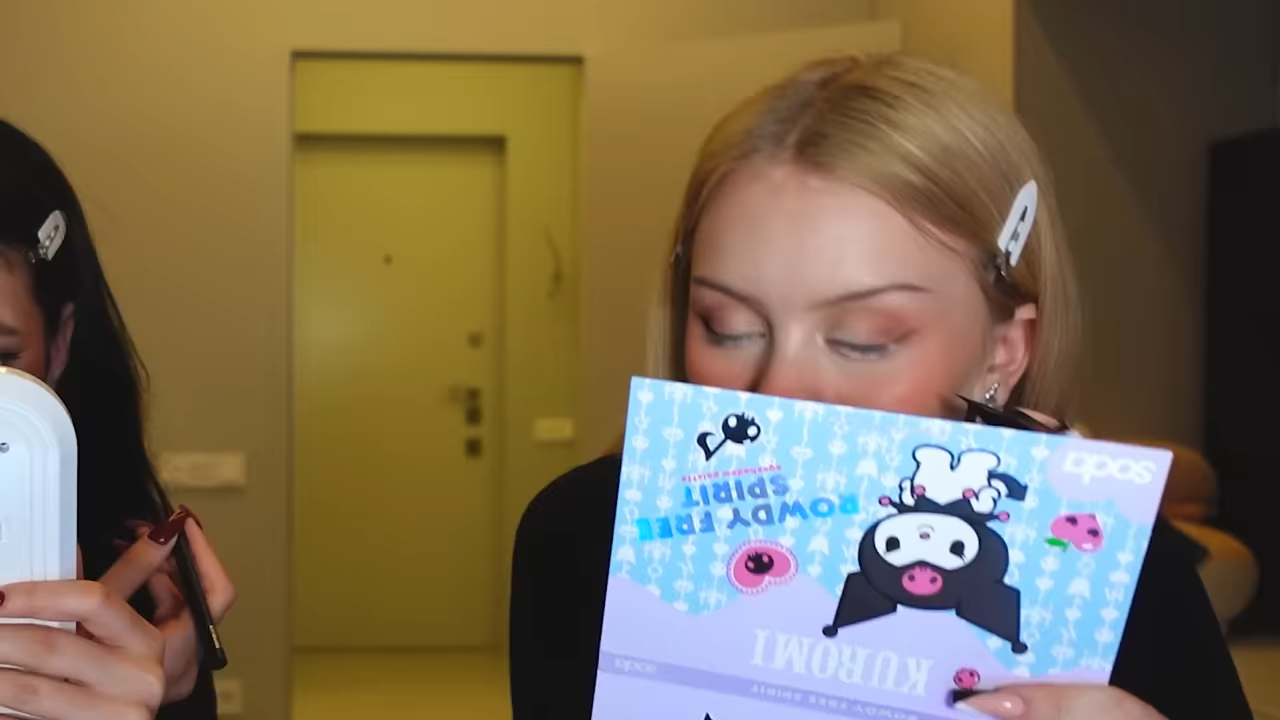 soda
ROWDY FREE
SPIRIT
eyeshadow palette
KUROMI
soda
ROWDY FREE SPIRIT